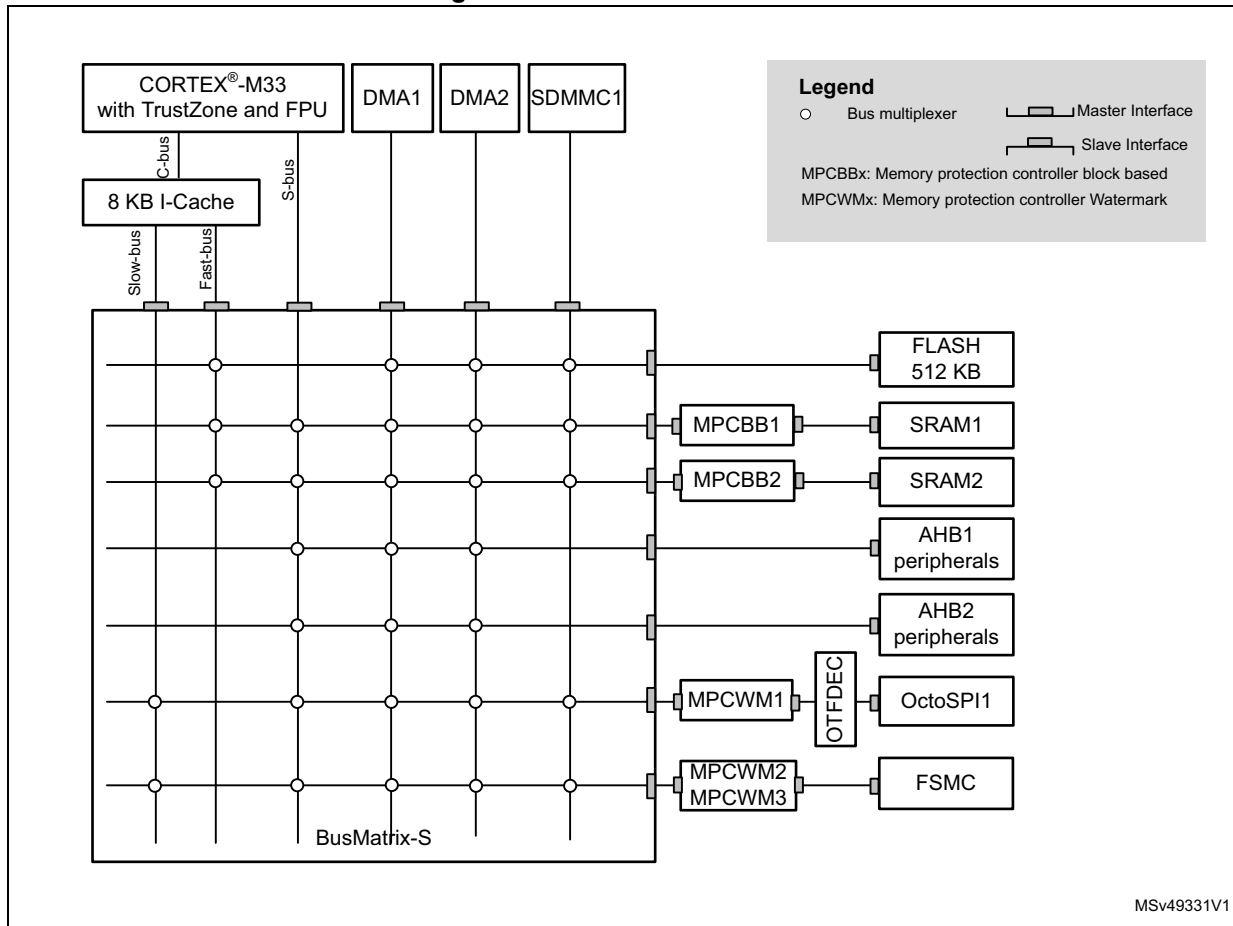 CORTEX®-M33
with TrustZone and FPU
DMA1
DMA2
SDMMC1
Legend
Bus multiplexer
Master Interface
Slave Interface
MPCBBx: Memory protection controller block based
MPCWMx: Memory protection controller Watermark
C-bus
S-bus
8 KB I-Cache
Slow-bus
Fast-bus
FLASH
512 KB
MPCBB1
SRAM1
MPCBB2
SRAM2
AHB1
peripherals
AHB2
peripherals
MPCWM1
OTFDEC
OctoSPI1
MPCWM2
MPCWM3
FSMC
BusMatrix-S
MSv49331V1